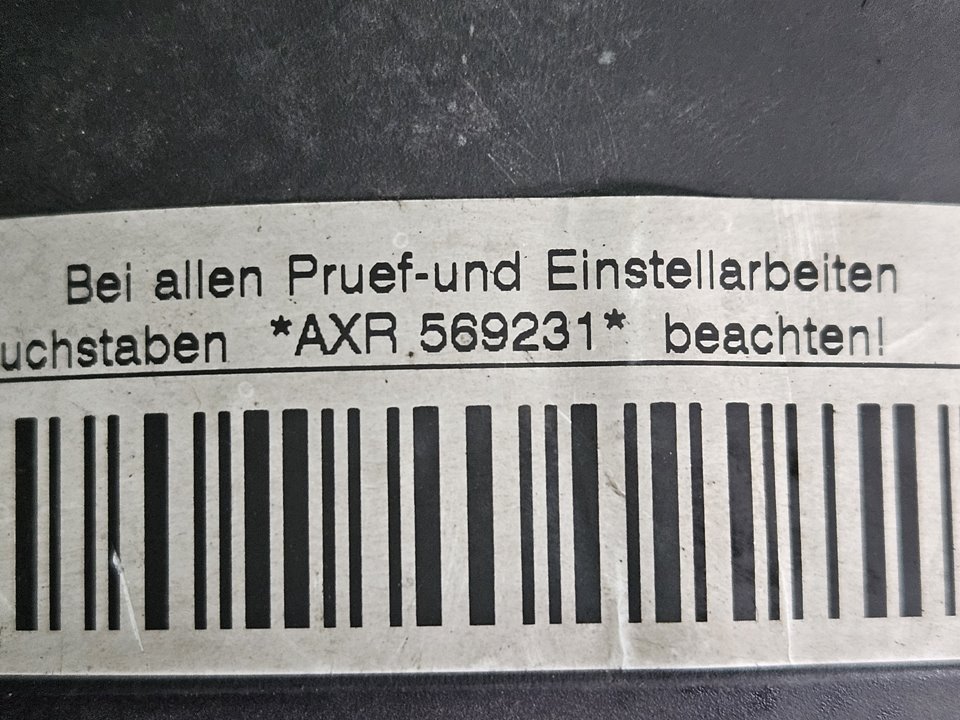 Bei allen Pruef-und Einstellarbeiten
uchstaben *AXR 569231* beachten!